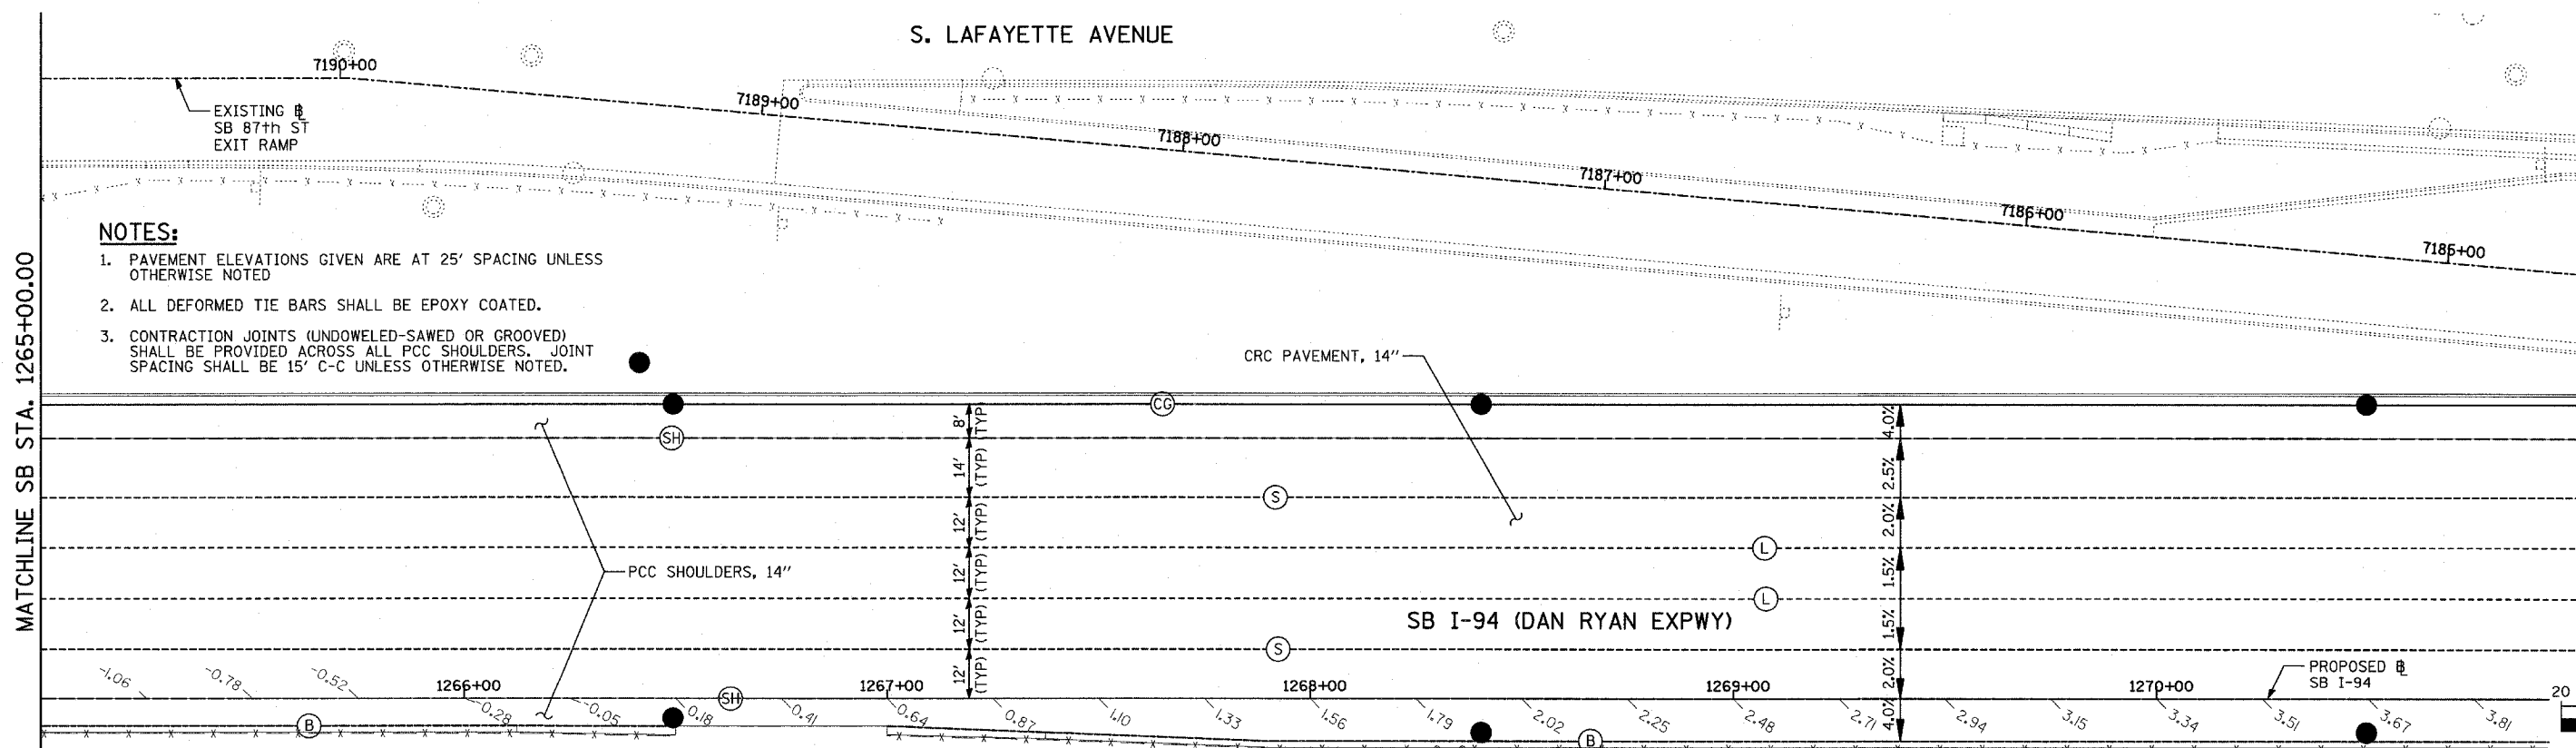 S. LAFAYETTE AVENUE
7190+00
7189+00
7188+00
7187+00
7186+00
7185+00
EXISTING ℄
SB 87th ST
EXIT RAMP
MATCHLINE SB STA. 1265+00.00
NOTES:
1. PAVEMENT ELEVATIONS GIVEN ARE AT 25' SPACING UNLESS
OTHERWISE NOTED
2. ALL DEFORMED TIE BARS SHALL BE EPOXY COATED.
3. CONTRACTION JOINTS (UNDOWELED-SAWED OR GROOVED)
SHALL BE PROVIDED ACROSS ALL PCC SHOULDERS. JOINT
SPACING SHALL BE 15' C-C UNLESS OTHERWISE NOTED.
CRC PAVEMENT, 14"
CG
SH
S
L
L
S
SH
B
B
8' (TYP)
14' (TYP)
12' (TYP)
12' (TYP)
12' (TYP)
12' (TYP)
4.0%
2.5%
2.0%
1.5%
1.5%
2.0%
4.0%
PCC SHOULDERS, 14"
SB I-94 (DAN RYAN EXPWY)
PROPOSED ℄
SB I-94
20
1266+00
1267+00
1268+00
1269+00
1270+00
-1.06
-0.78
-0.52
-0.28
-0.05
0.18
0.41
0.64
0.87
1.10
1.33
1.56
1.79
2.02
2.25
2.48
2.71
2.94
3.15
3.34
3.51
3.67
3.81